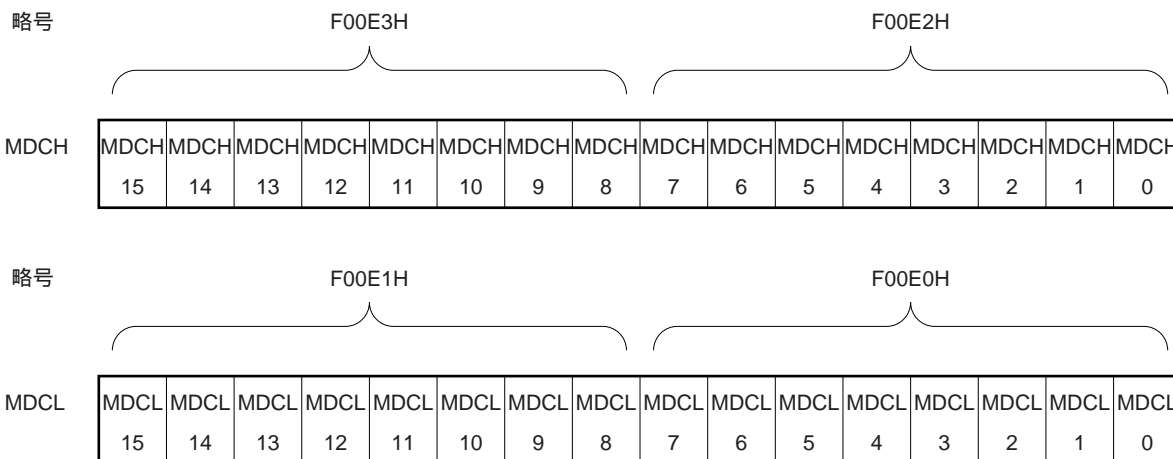 略号 F00E3H F00E2H
MDCH MDCH MDCH MDCH MDCH MDCH MDCH MDCH MDCH MDCH MDCH MDCH MDCH MDCH MDCH MDCH MDCH
15 14 13 12 11 10 9 8 7 6 5 4 3 2 1 0
略号 F00E1H F00E0H
MDCL MDCL MDCL MDCL MDCL MDCL MDCL MDCL MDCL MDCL MDCL MDCL MDCL MDCL MDCL MDCL MDCL
15 14 13 12 11 10 9 8 7 6 5 4 3 2 1 0